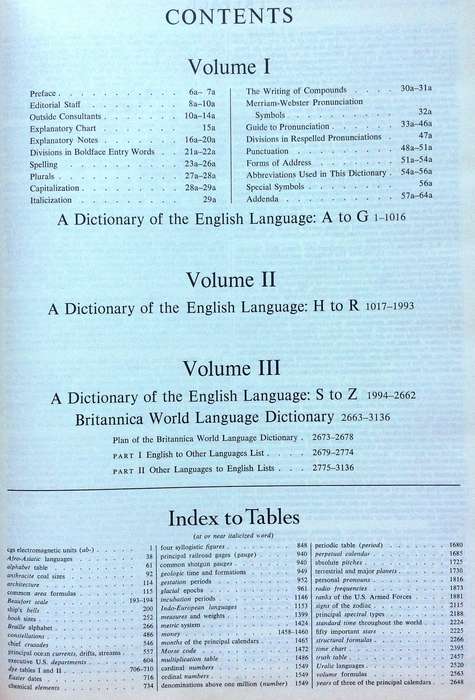 CONTENTS
Volume I
Preface . . . . . . . . . . 6a– 7a
Editorial Staff . . . . . . . . 8a–10a
Outside Consultants . . . . . . 10a–14a
Explanatory Chart 15a
Explanatory Notes . . . . . . 16a–20a
Divisions in Boldface Entry Words . . 21a–22a
Spelling . . . . . . . . . 23a–26a
Plurals . . . . . . . . . 27a–28a
Capitalization . . . . . . . . 28a–29a
Italicization . . . . . . . . 29a
The Writing of Compounds . . . . 30a–31a
Merriam-Webster Pronunciation
Symbols . . . . . . . . 32a
Guide to Pronunciation . . . . . 33a–46a
Divisions in Respelled Pronunciations . 47a
Punctuation . . . . . . . . 48a–51a
Forms of Address . . . . . . 51a–54a
Abbreviations Used in This Dictionary . 54a–56a
Special Symbols . . . . . . . 56a
Addenda . . . . . . . . . 57a–64a
A Dictionary of the English Language: A to G 1–1016
Volume II
A Dictionary of the English Language: H to R 1017–1993
Volume III
A Dictionary of the English Language: S to Z 1994–2662
Britannica World Language Dictionary 2663–3136
Plan of the Britannica World Language Dictionary . 2673–2678
PART I English to Other Languages List . . . . 2679–2774
PART II Other Languages to English Lists . . . 2775–3136
Index to Tables
(at or near italicized word)
cgs electromagnetic units (ab-) . . . . 1
Afro-Asiatic languages . . . . 38
alphabet table . . . . 61
anthracite coal sizes . . . . 92
architecture . . . . 114
common area formulas . . . . 115
Beaufort scale . . . . 193–194
ship's bells . . . . 200
book sizes . . . . 252
Braille alphabet . . . . 266
constellations . . . . 486
chief crusades . . . . 546
principal ocean currents, drifts, streams . 557
executive U.S. departments . . . . 604
dye tables I and II . . . . 706–710
Easter dates . . . . 716
chemical elements . . . . 734
four syllogistic figures . . . . 848
principal railroad gages (gauge) . . . . 940
common shotgun gauges . . . . 940
geologic time and formations . . . . 949
gestation periods . . . . 952
glacial epochs . . . . 961
incubation periods . . . . 1146
Indo-European languages . . . . 1153
measures and weights . . . . 1399
metric system . . . . 1424
money . . . . 1458–1460
months of the principal calendars . . . . 1465
Morse code . . . . 1472
multiplication table . . . . 1486
cardinal numbers . . . . 1549
ordinal numbers . . . . 1549
denominations above one million (number) 1549
periodic table (period) . . . . 1680
perpetual calendar . . . . 1685
absolute pitches . . . . 1725
terrestrial and major planets . . . . 1730
personal pronouns . . . . 1816
radio frequencies . . . . 1873
ranks of the U.S. Armed Forces . . . . 1881
signs of the zodiac . . . . 2115
principal spectral types . . . . 2188
standard time throughout the world . . . . 2224
fifty important stars . . . . 2225
structural formulas . . . . 2266
time chart . . . . 2395
truth table . . . . 2457
Uralic languages . . . . 2520
volume formulas . . . . 2563
years of three of the principal calendars . 2648